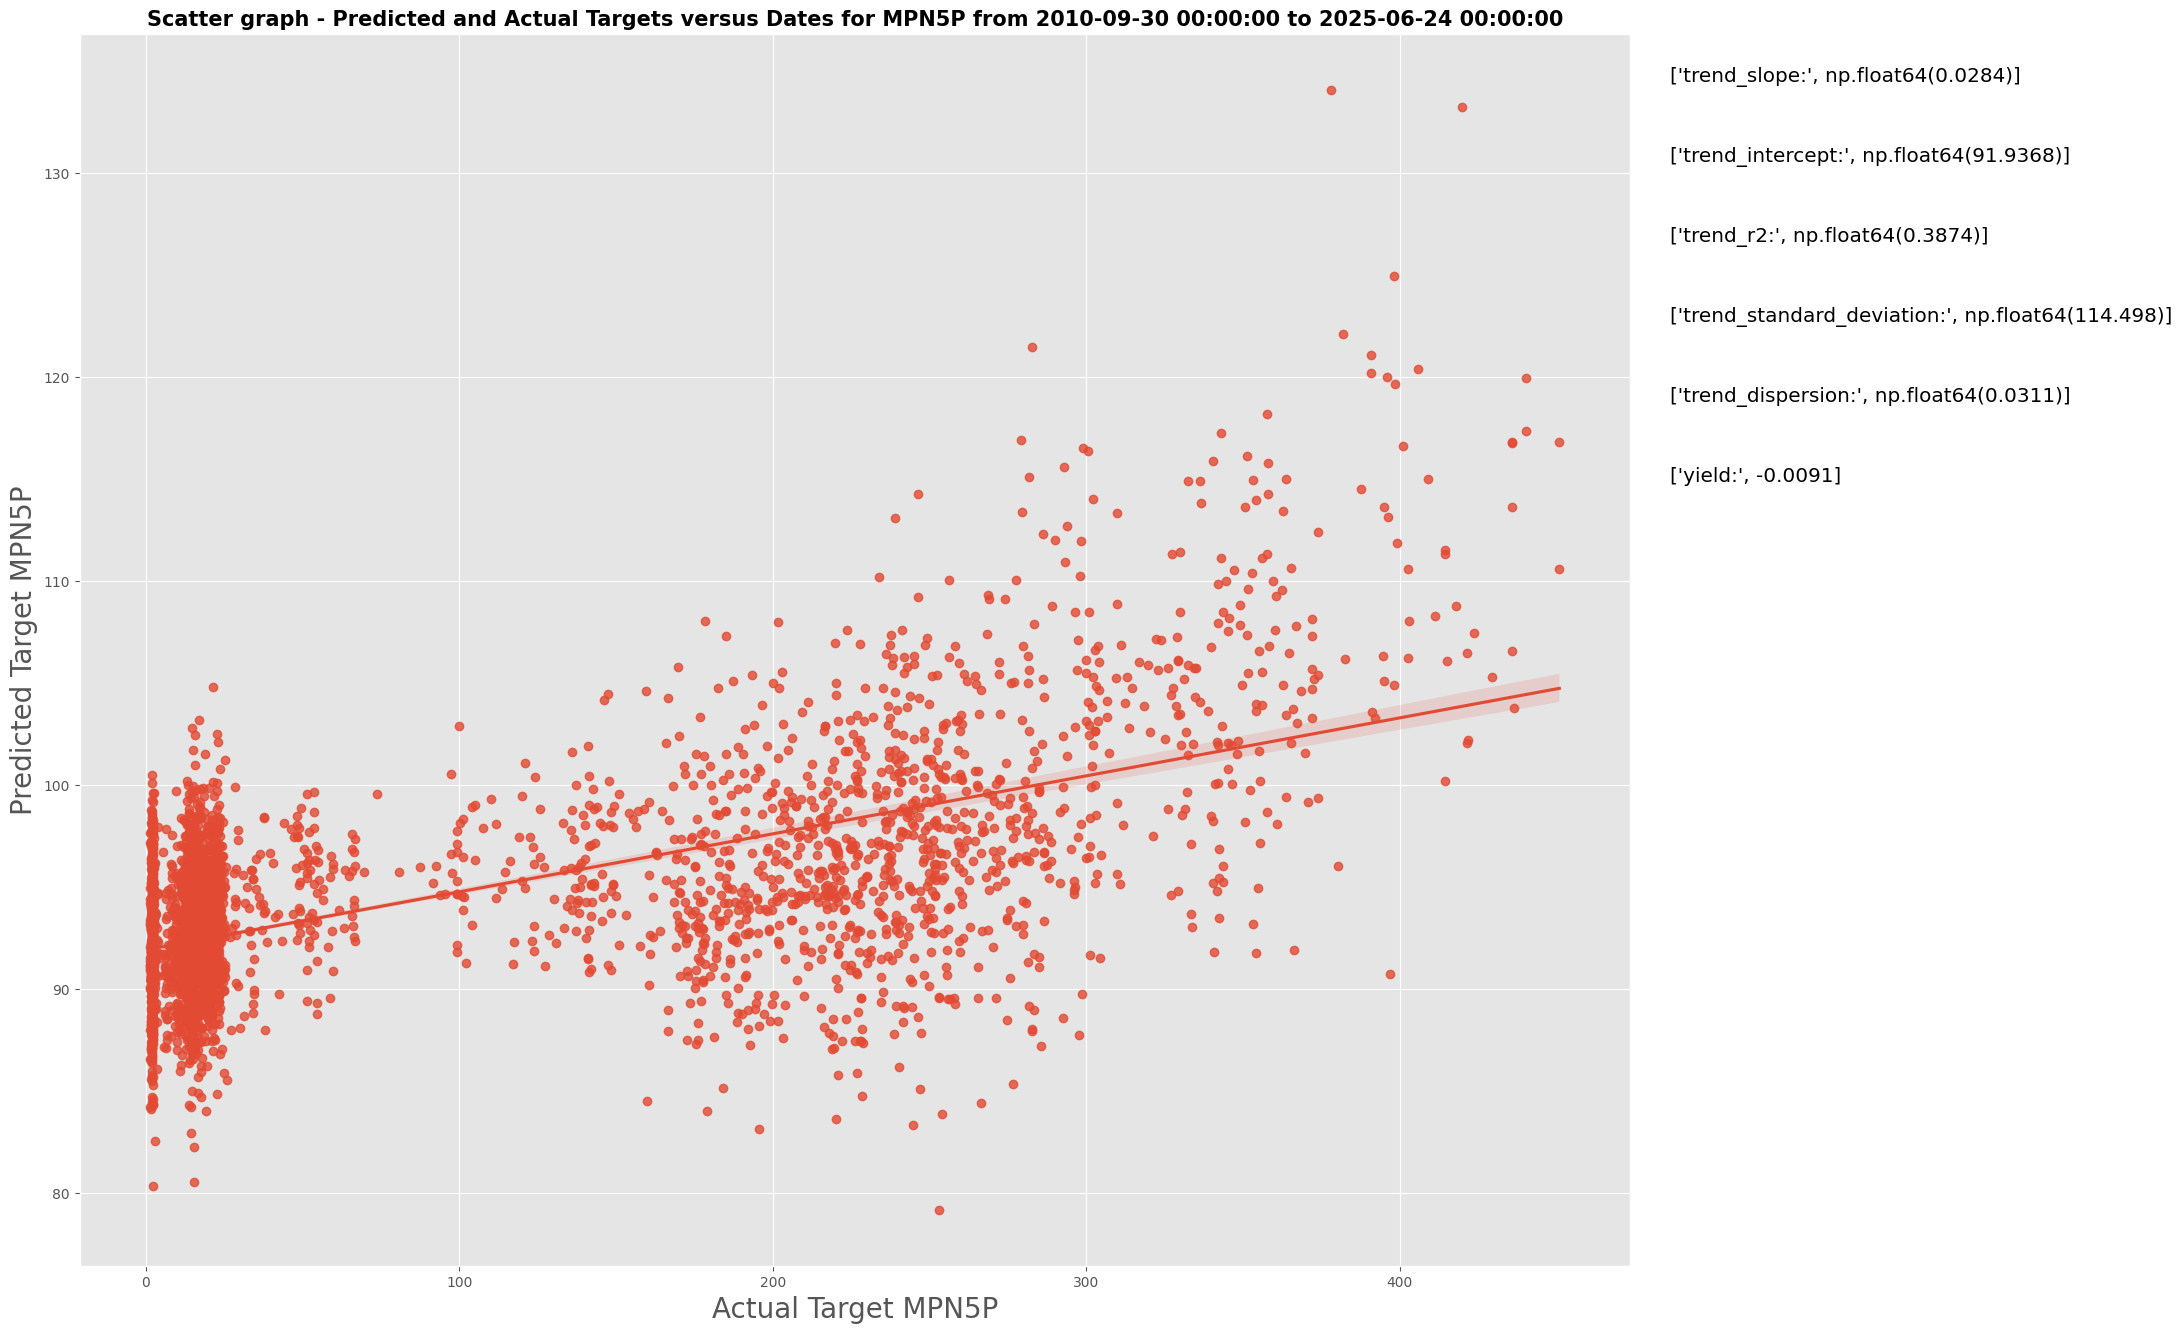 Scatter graph - Predicted and Actual Targets versus Dates for MPN5P from 2010-09-30 00:00:00 to 2025-06-24 00:00:00
['trend_slope:', np.float64(0.0284)]
['trend_intercept:', np.float64(91.9368)]
['trend_r2:', np.float64(0.3874)]
['trend_standard_deviation:', np.float64(114.498)]
['trend_dispersion:', np.float64(0.0311)]
['yield:', -0.0091]
Predicted Target MPN5P
130
120
110
100
90
80
0
100
200
300
400
Actual Target MPN5P